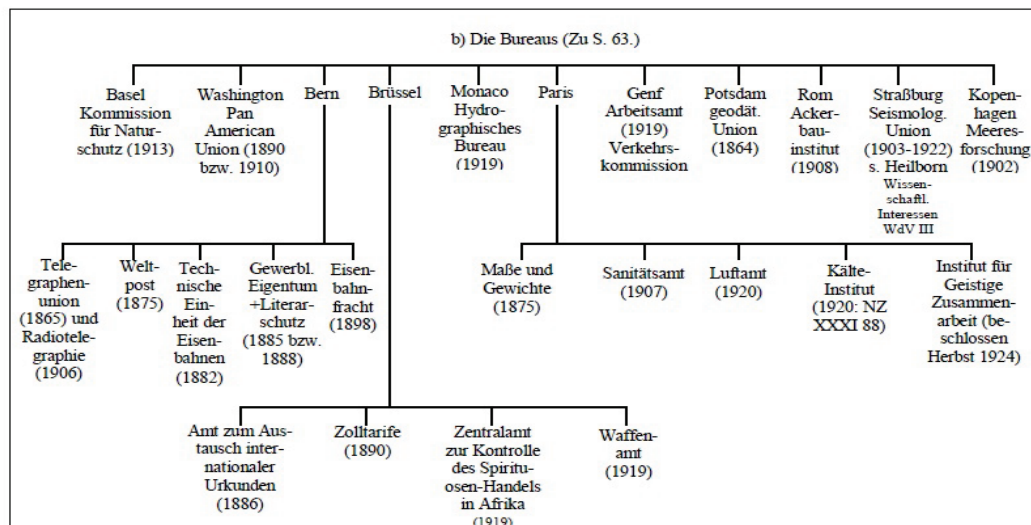 b) Die Bureaus (Zu S. 63.)
Basel
Kommission
für Natur-
schutz (1913)
Washington
Pan
American
Union (1890
bzw. 1910)
Bern
Brüssel
Monaco
Hydro-
graphisches
Bureau
(1919)
Paris
Genf
Arbeitsamt
(1919)
Verkehrs-
kommission
Potsdam
geodät.
Union
(1864)
Rom
Acker-
bau-
institut
(1908)
Straßburg
Seismolog.
Union
(1903-1922)
s. Heilborn
Wissen-
schaftl.
Interessen
WdV III
Kopen-
hagen
Meeres-
forschung
(1902)
Tele-
graphen-
union
(1865) und
Radiotele-
graphie
(1906)
Welt-
post
(1875)
Tech-
nische
Ein-
heit der
Eisen-
bahnen
(1882)
Gewerbl.
Eigentum
+Literar-
schutz
(1885 bzw.
1888)
Eisen-
bahn-
fracht
(1898)
Maße und
Gewichte
(1875)
Sanitätsamt
(1907)
Luftamt
(1920)
Kälte-
Institut
(1920: NZ
XXXI 88)
Institut für
Geistige
Zusammen-
arbeit (be-
schlossen
Herbst 1924)
Amt zum Aus-
tausch inter-
nationaler
Urkunden
(1886)
Zolltarife
(1890)
Zentralamt
zur Kontrolle
des Spiritu-
osen-Handels
in Afrika
(1919)
Waffen-
amt
(1919)